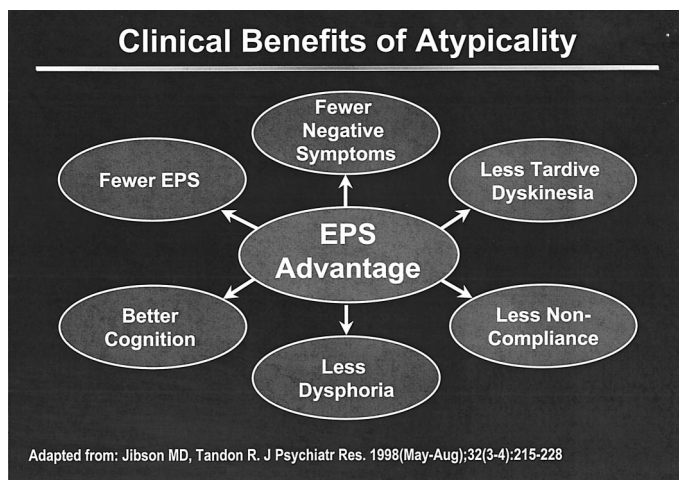 Clinical Benefits of Atypicality
Fewer
Negative
Symptoms
Fewer EPS
Less Tardive
Dyskinesia
EPS
Advantage
Better
Cognition
Less Non-
Compliance
Less
Dysphoria
Adapted from: Jibson MD, Tandon R. J Psychiatr Res. 1998(May-Aug);32(3-4):215-228